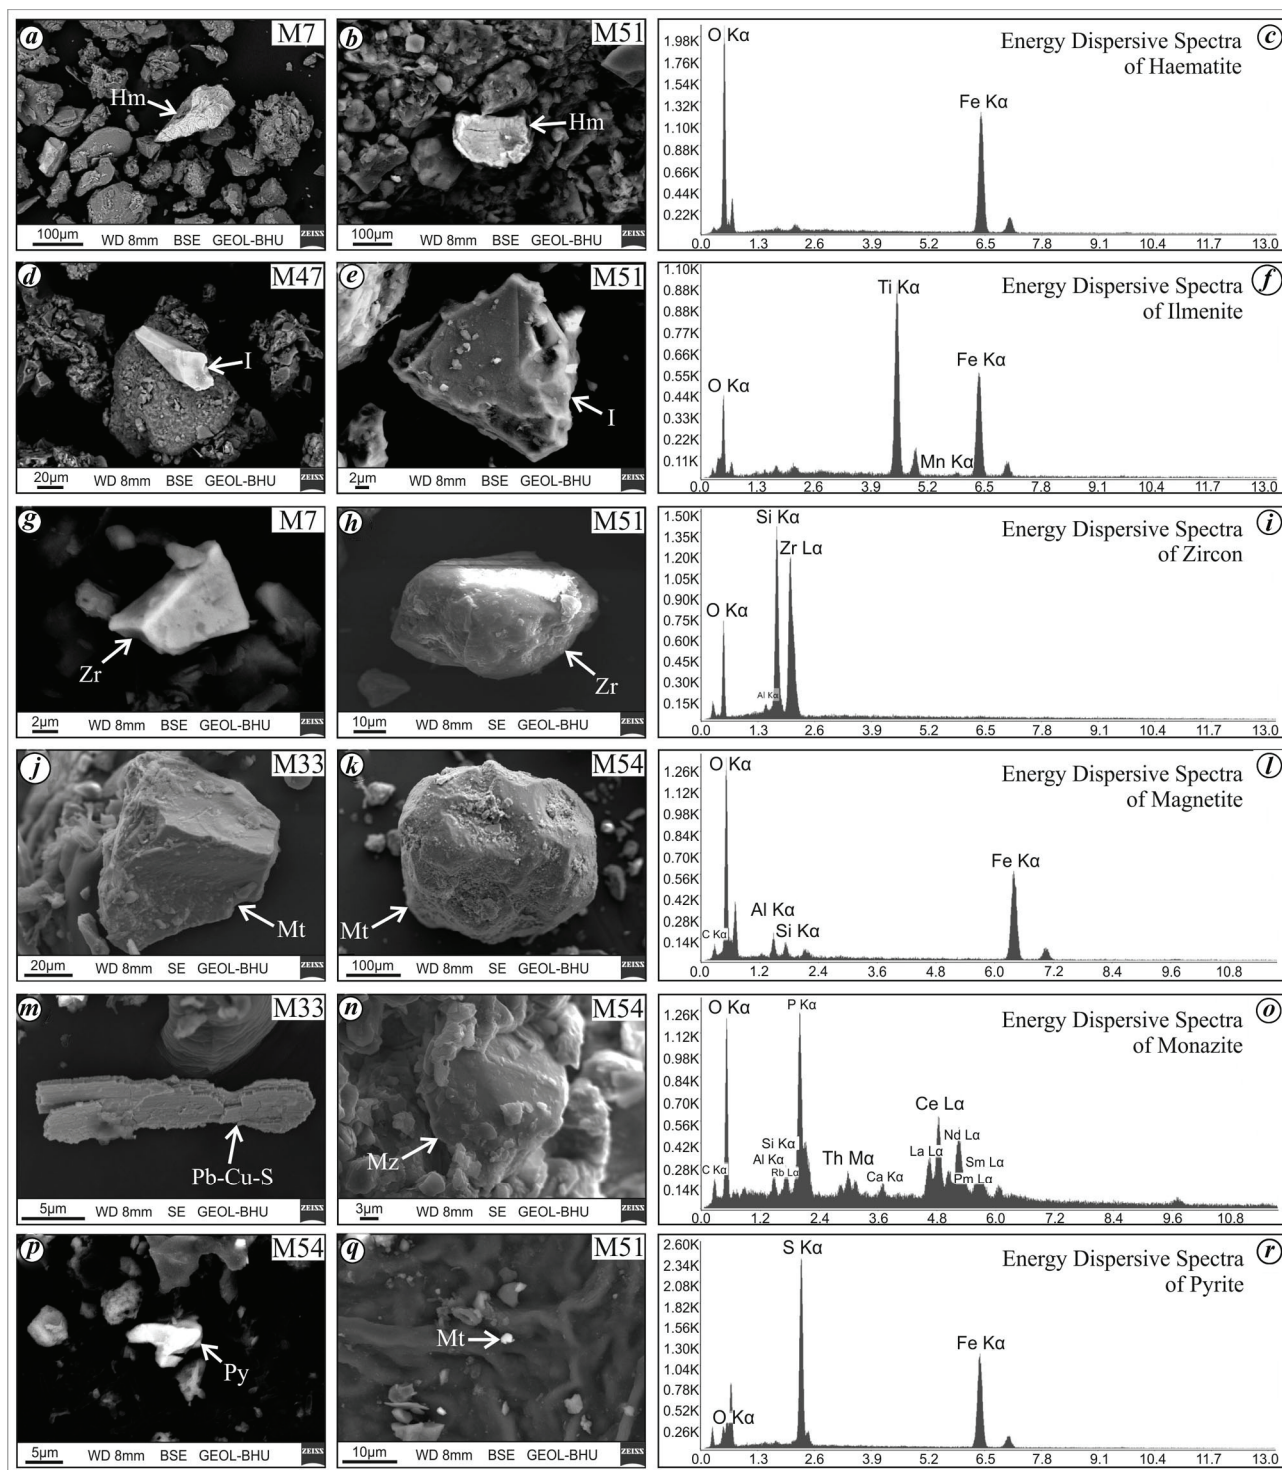 a M7
Hm
100µm WD 8mm BSE GEOL-BHU ZEISS
b M51
Hm
100µm WD 8mm BSE GEOL-BHU ZEISS
c
Energy Dispersive Spectra
of Haematite
O Kα
Fe Kα
1.98K
1.76K
1.54K
1.32K
1.10K
0.88K
0.66K
0.44K
0.22K
0.0 1.3 2.6 3.9 5.2 6.5 7.8 9.1 10.4 11.7 13.0
d M47
I
20µm WD 8mm BSE GEOL-BHU ZEISS
e M51
I
2µm WD 8mm BSE GEOL-BHU ZEISS
f
Energy Dispersive Spectra
of Ilmenite
Ti Kα
Fe Kα
O Kα
Mn Kα
1.10K
0.88K
0.88K
0.77K
0.66K
0.55K
0.44K
0.33K
0.22K
0.11K
0.0 1.3 2.6 3.9 5.2 6.5 7.8 9.1 10.4 11.7 13.0
g M7
Zr
2µm WD 8mm BSE GEOL-BHU ZEISS
h M51
Zr
10µm WD 8mm SE GEOL-BHU ZEISS
i
Energy Dispersive Spectra
of Zircon
Si Kα
Zr Lα
O Kα
Al Kα
1.50K
1.35K
1.20K
1.05K
0.90K
0.75K
0.60K
0.45K
0.30K
0.15K
0.0 1.3 2.6 3.9 5.2 6.5 7.8 9.1 10.4 11.7 13.0
j M33
Mt
20µm WD 8mm SE GEOL-BHU ZEISS
k M54
Mt
100µm WD 8mm SE GEOL-BHU ZEISS
l
Energy Dispersive Spectra
of Magnetite
O Kα
Fe Kα
Al Kα
Si Kα
C Kα
1.26K
1.12K
0.98K
0.84K
0.70K
0.56K
0.42K
0.28K
0.14K
0.0 1.2 2.4 3.6 4.8 6.0 7.2 8.4 9.6 10.8
m M33
Pb-Cu-S
5µm WD 8mm SE GEOL-BHU ZEISS
n M54
Mz
3µm WD 8mm SE GEOL-BHU ZEISS
o
Energy Dispersive Spectra
of Monazite
O Kα
P Kα
Ce Lα
Nd Lα
Si Kα
Al Kα
Th Mα
La Lα
Sm Lα
C Kα
Rb Lα
Ca Kα
Pm Lα
1.26K
1.12K
0.98K
0.84K
0.70K
0.56K
0.42K
0.28K
0.14K
0.0 1.2 2.4 3.6 4.8 6.0 7.2 8.4 9.6 10.8
p M54
Py
5µm WD 8mm BSE GEOL-BHU ZEISS
q M51
Mt
10µm WD 8mm BSE GEOL-BHU ZEISS
r
Energy Dispersive Spectra
of Pyrite
S Kα
Fe Kα
O Kα
2.60K
2.34K
2.08K
1.82K
1.56K
1.30K
1.04K
0.78K
0.52K
0.26K
0.0 1.3 2.6 3.9 5.2 6.5 7.8 9.1 10.4 11.7 13.0